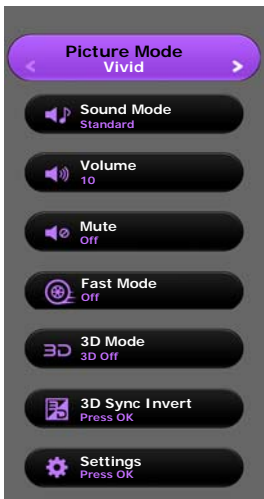 Picture Mode
Vivid
Sound Mode
Standard
Volume
10
Mute
Off
Fast Mode
Off
3D
3D Mode
3D Off
3D Sync Invert
Press OK
Settings
Press OK